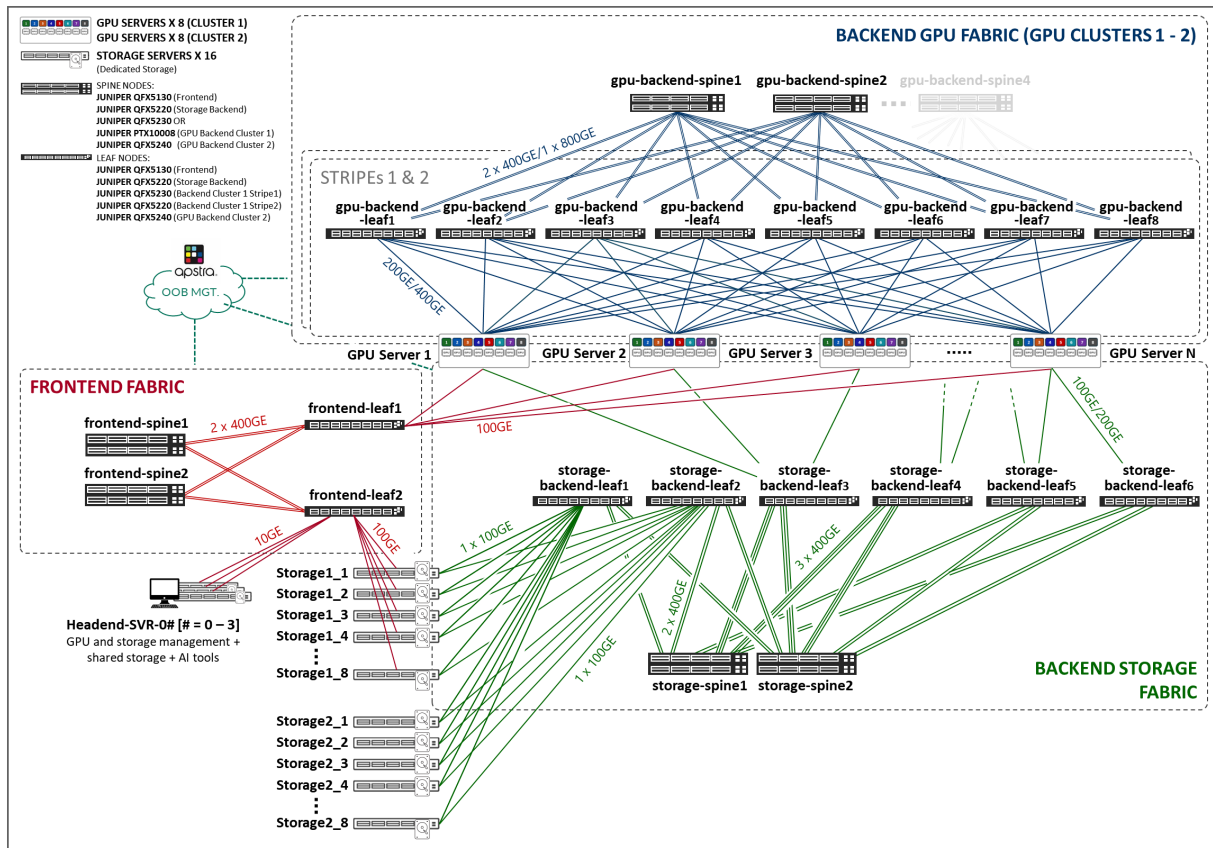 GPU SERVERS X 8 (CLUSTER 1)
GPU SERVERS X 8 (CLUSTER 2)
STORAGE SERVERS X 16
(Dedicated Storage)
SPINE NODES:
JUNIPER QFX5130 (Frontend)
JUNIPER QFX5220 (Storage Backend)
JUNIPER QFX5230 OR
JUNIPER PTX10008 (GPU Backend Cluster 1)
JUNIPER QFX5240 (GPU Backend Cluster 2)
LEAF NODES:
JUNIPER QFX5130 (Frontend)
JUNIPER QFX5220 (Storage Backend)
JUNIPER QFX5230 (Backend Cluster 1 Stripe1)
JUNIPER QFX5220 (Backend Cluster 1 Stripe2)
JUNIPER QFX5240 (GPU Backend Cluster 2)
apstra
OOB MGT.
BACKEND GPU FABRIC (GPU CLUSTERS 1 - 2)
gpu-backend-spine1
gpu-backend-spine2
gpu-backend-spine4
2 x 400GE/1 x 800GE
STRIPEs 1 & 2
gpu-backend
-leaf1
gpu-backend
-leaf2
gpu-backend
-leaf3
gpu-backend
-leaf4
gpu-backend
-leaf5
gpu-backend
-leaf6
gpu-backend
-leaf7
gpu-backend
-leaf8
200GE/400GE
GPU Server 1
GPU Server 2
GPU Server 3
.....
GPU Server N
FRONTEND FABRIC
frontend-spine1
frontend-spine2
2 x 400GE
frontend-leaf1
frontend-leaf2
100GE
10GE
100GE
100GE/200GE
storage-
backend-leaf1
storage-
backend-leaf2
storage-
backend-leaf3
storage-
backend-leaf4
storage-
backend-leaf5
storage-
backend-leaf6
1 x 100GE
2 x 400GE
3 x 400GE
1 x 100GE
storage-spine1
storage-spine2
BACKEND STORAGE
FABRIC
Headend-SVR-0# [# = 0 – 3]
GPU and storage management +
shared storage + AI tools
Storage1_1
Storage1_2
Storage1_3
Storage1_4
Storage1_8
Storage2_1
Storage2_2
Storage2_3
Storage2_4
Storage2_8